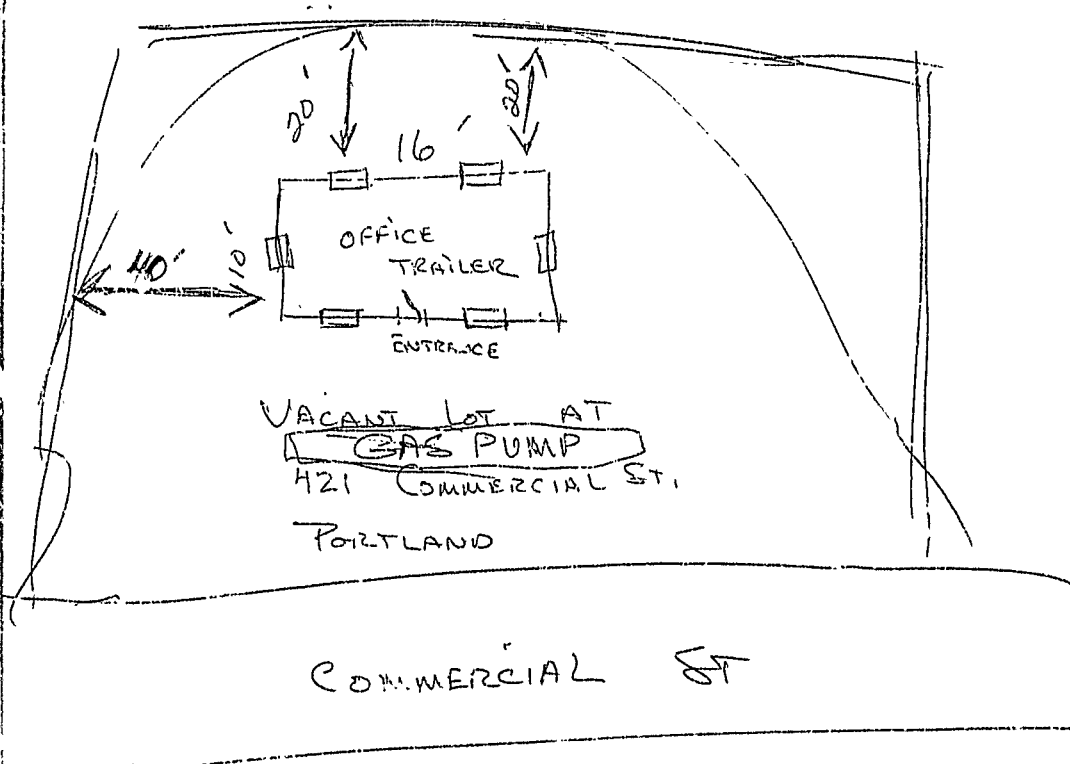 20' 20'
16'
OFFICE
TRAILER
40' 10'
ENTRANCE
VACANT LOT AT
GAS PUMP
421 COMMERCIAL ST.
PORTLAND
COMMERCIAL ST